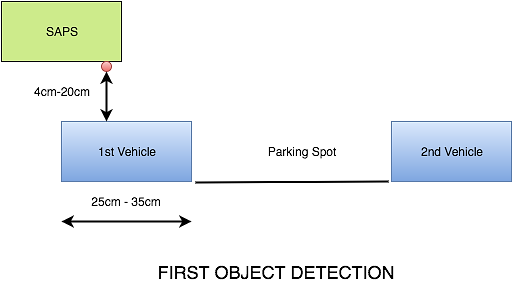 SAPS
4cm-20cm
1st Vehicle
Parking Spot
2nd Vehicle
25cm - 35cm
FIRST OBJECT DETECTION